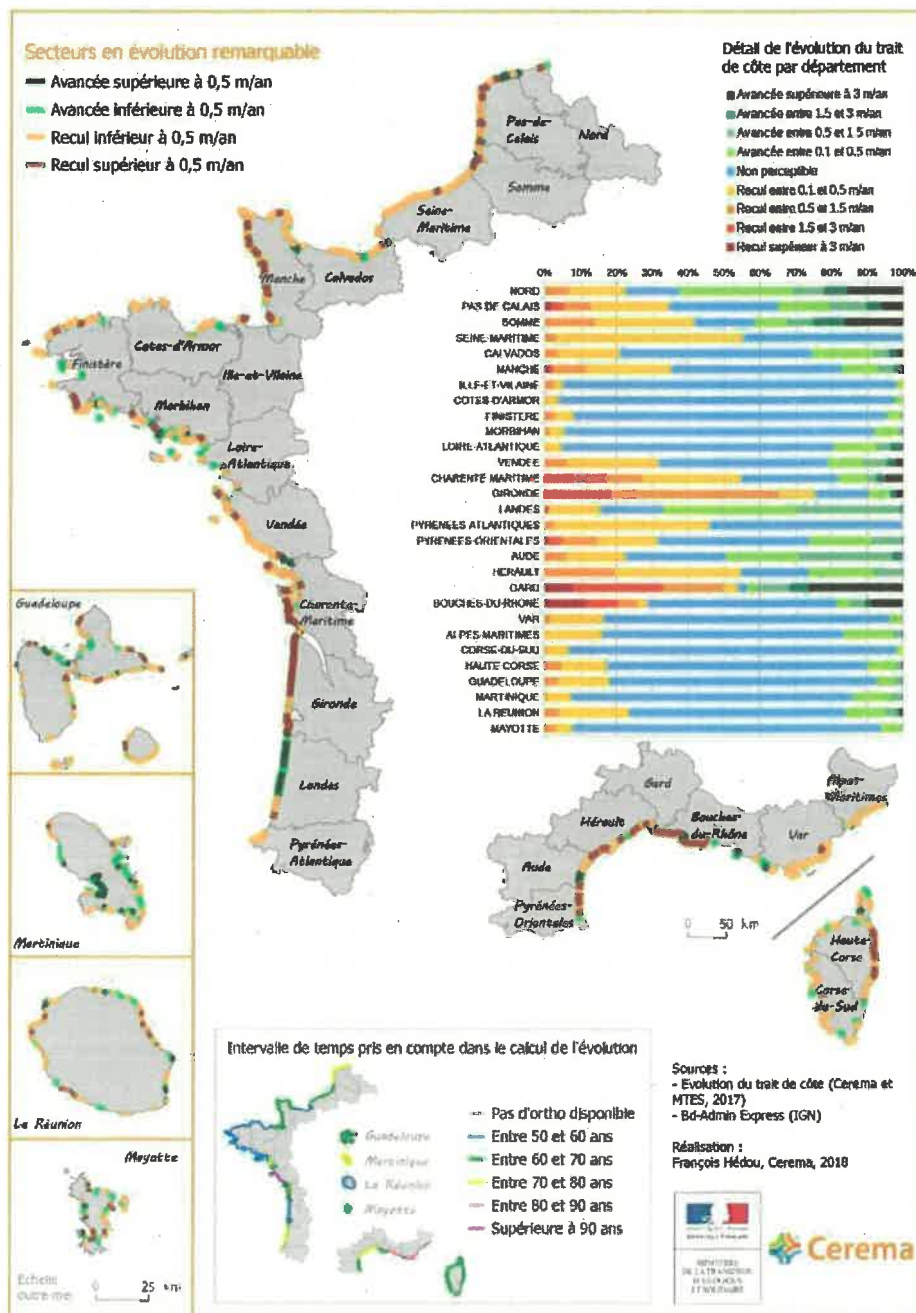 Secteurs en évolution remarquable
Avancée supérieure à 0,5 m/an
Avancée inférieure à 0,5 m/an
Recul inférieur à 0,5 m/an
Recul supérieur à 0,5 m/an
Détail de l'évolution du trait
de côte par département
Avancée supérieure à 3 m/an
Avancée entre 1.5 et 3 m/an
Avancée entre 0.5 et 1 5 m/an
Avancée entre 0.1 et 0,5 m/an
Non perceptible
Recul entre 0.1 et 0,5 m/an
Recul entre 0.5 et 1.5 m/an
Recul entre 1.5 et 3 m/an
Recul supérieur à 3 m/an
Pas-de-
Calais
Nord
Somme
Seine-
Maritime
Manche
Calvados
Finistère
Cotes-d'Armor
Ille-et-Vilaine
Morbihan
Loire-
Atlantique
Vendée
Charente-
Maritime
Gironde
Landes
Pyrénées-
Atlantique
0% 10% 20% 30% 40% 50% 60% 70% 80% 90% 100%
NORD
PAS DE CALAIS
SOMME
SEINE-MARITIME
CALVADOS
MANCHE
ILLE-ET-VILAINE
COTES-D'ARMOR
FINISTERE
MORBIHAN
LOIRE-ATLANTIQUE
VENDEE
CHARENTE MARITIME
GIRONDE
LANDES
PYRENEES ATLANTIQUES
PYRENEES-ORIENTALES
AUDE
HERAULT
GARD
BOUCHES-DU-RHONE
VAR
ALPES-MARITIMES
CORSE-DU-SUD
HAUTE CORSE
GUADELOUPE
MARTINIQUE
LA REUNION
MAYOTTE
Guadeloupe
Martinique
La Réunion
Mayotte
Echelle
outre-mer
0 25 km
Gard
Hérault
Bouches-
du-Rhône
Var
Alpes-
Maritimes
Aude
Pyrénées-
Orientales
0 50 km
Haute-
Corse
Corse-
du-Sud
Intervalle de temps pris en compte dans le calcul de l'évolution
Guadeloupe
Martinique
La Réunion
Mayotte
Pas d'ortho disponible
Entre 50 et 60 ans
Entre 60 et 70 ans
Entre 70 et 80 ans
Entre 80 et 90 ans
Supérieure à 90 ans
Sources :
- Evolution du trait de côte (Cerema et
MTES, 2017)
- Bd-Admin Express (IGN)
Réalisation :
François Hédou, Cerema, 2018
MINISTÈRE
DE LA TRANSITION
ÉCOLOGIQUE
ET SOLIDAIRE
Cerema